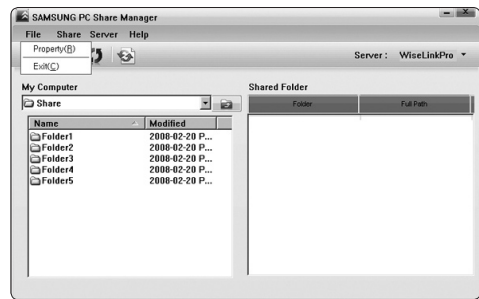 SAMSUNG PC Share Manager
File Share Server Help
Property(R)
Exit(C)
Server : WiseLinkPro
My Computer
Shared Folder
Share
Folder Full Path
Name Modified
Folder1 2008-02-20 P...
Folder2 2008-02-20 P...
Folder3 2008-02-20 P...
Folder4 2008-02-20 P...
Folder5 2008-02-20 P...